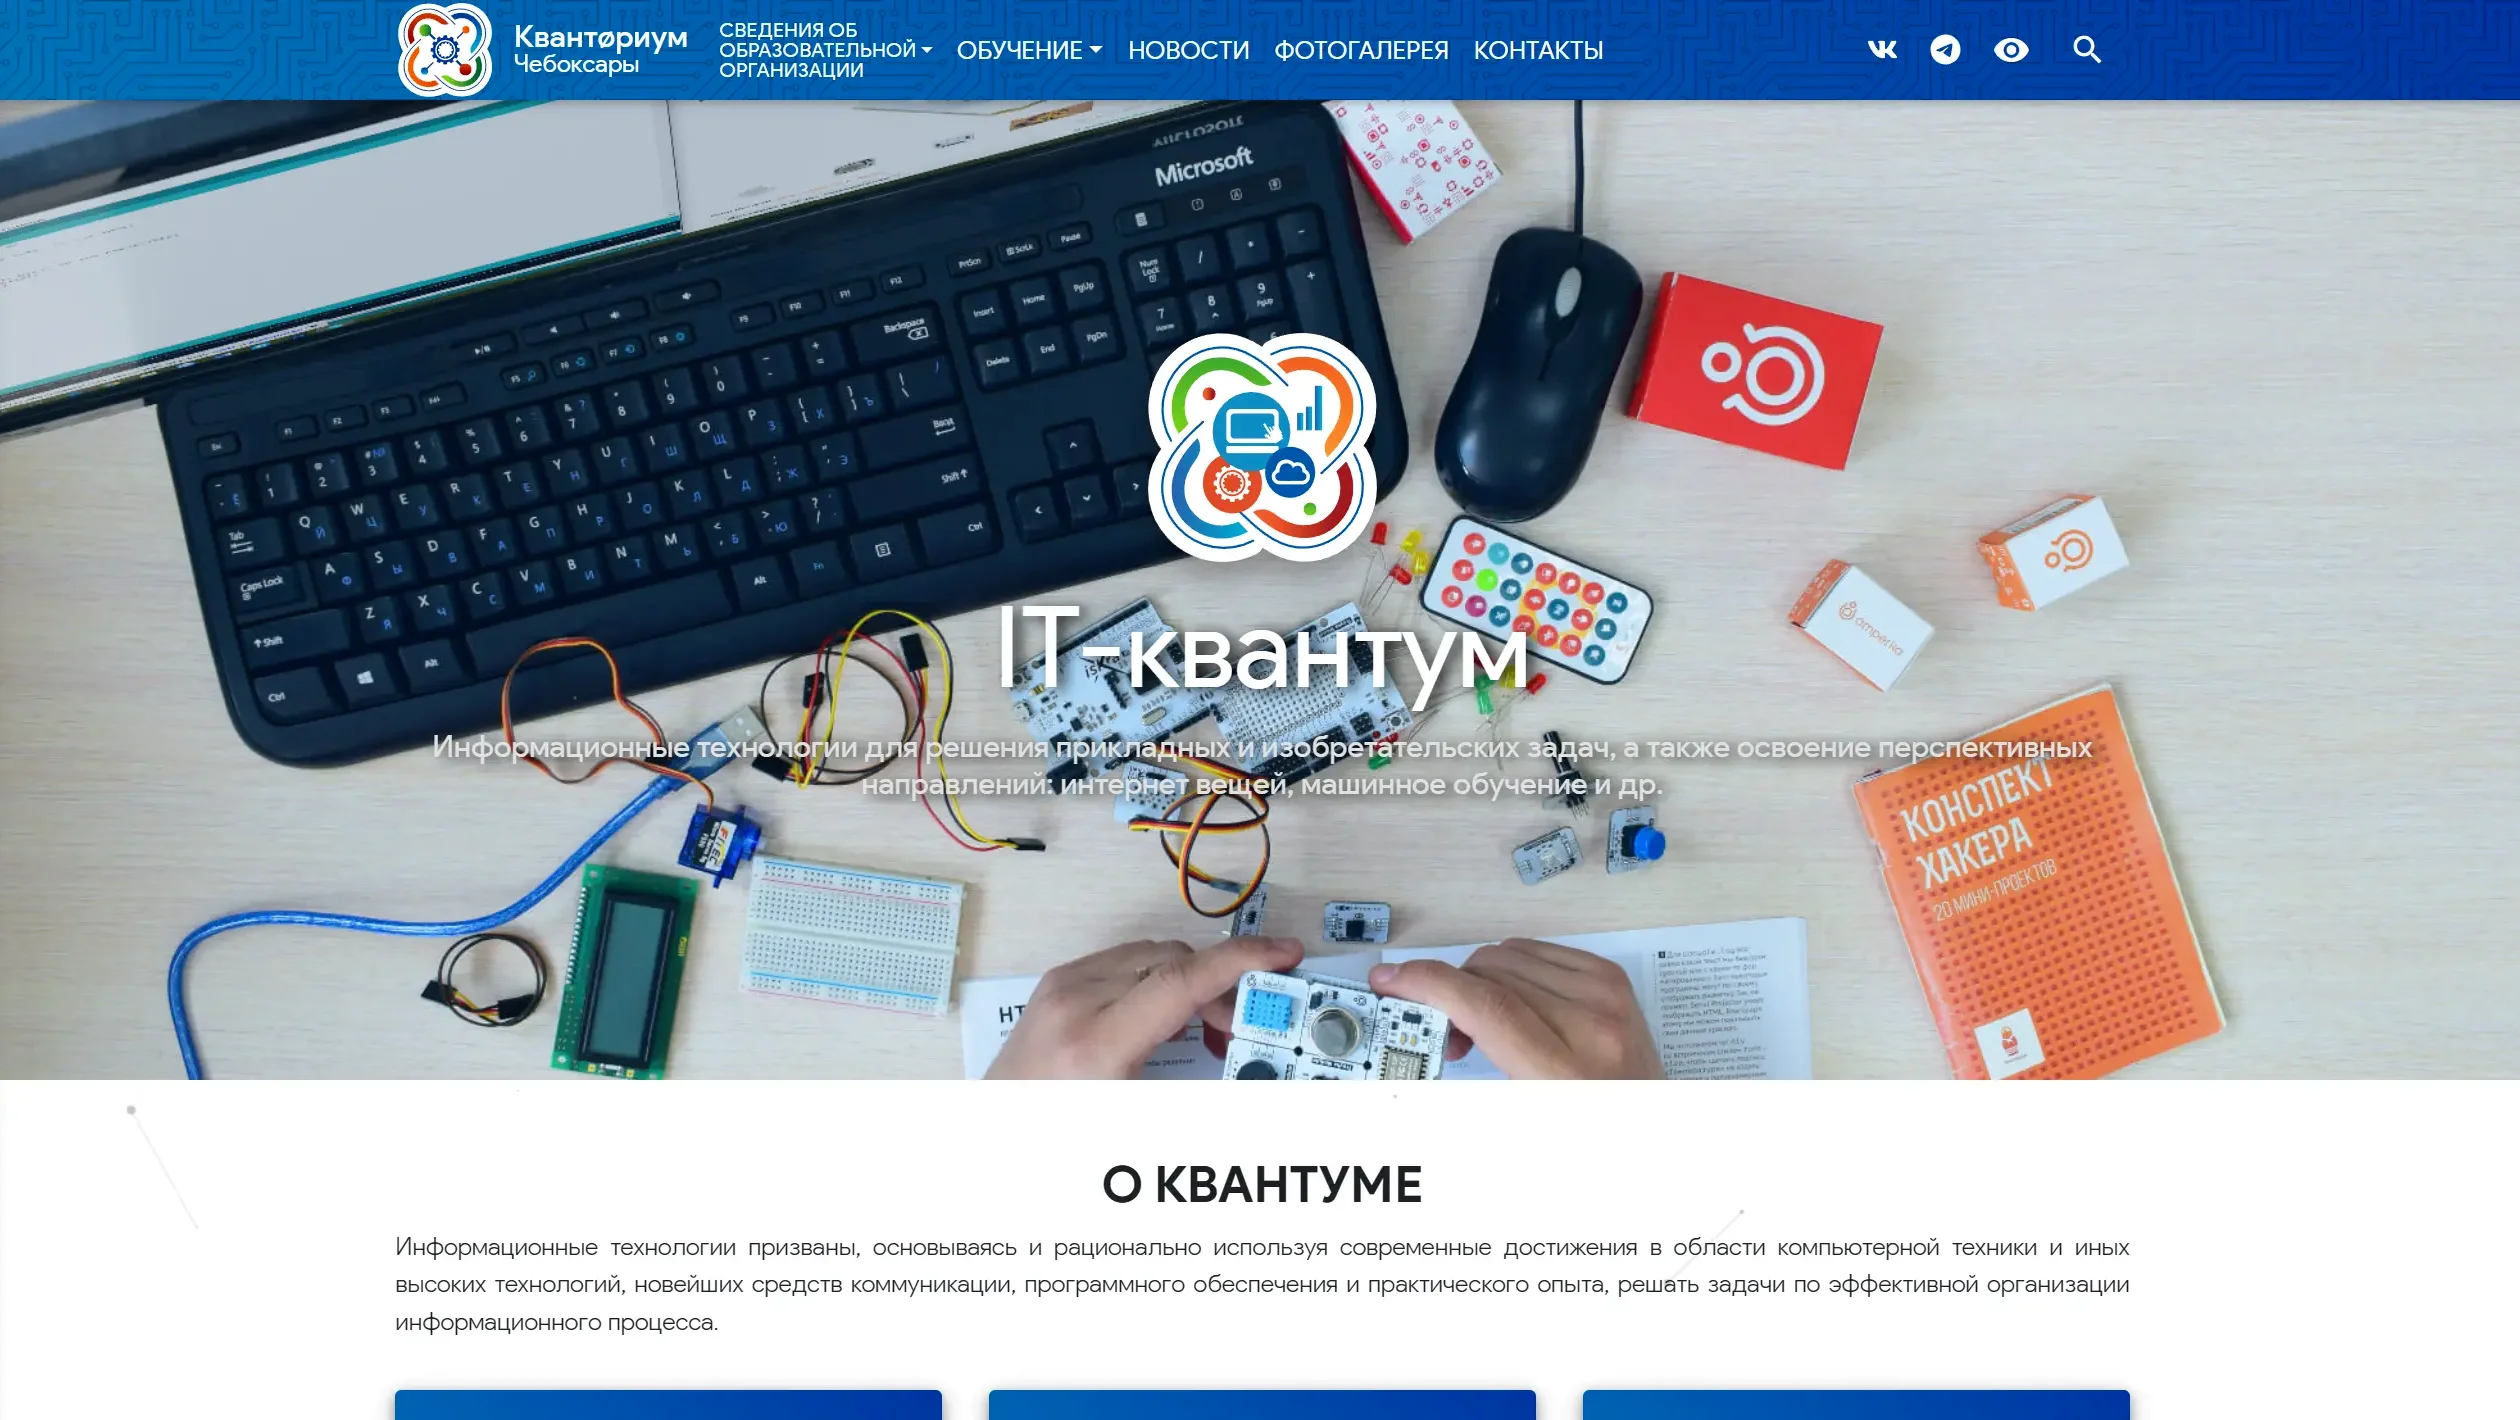 Квантøриум
Чебоксары
СВЕДЕНИЯ ОБ
ОБРАЗОВАТЕЛЬНОЙ
ОРГАНИЗАЦИИ
ОБУЧЕНИЕ
НОВОСТИ
ФОТОГАЛЕРЕЯ
КОНТАКТЫ
Microsoft
IT-квантум
Информационные технологии для решения прикладных и изобретательских задач, а также освоение перспективных
направлений: интернет вещей, машинное обучение и др.
amperka
КОНСПЕКТ
ХАКЕРА
20 МИНИ-ПРОЕКТОВ
О КВАНТУМЕ
Информационные технологии призваны, основываясь и рационально используя современные достижения в области компьютерной техники и иных
высоких технологий, новейших средств коммуникации, программного обеспечения и практического опыта, решать задачи по эффективной организации
информационного процесса.